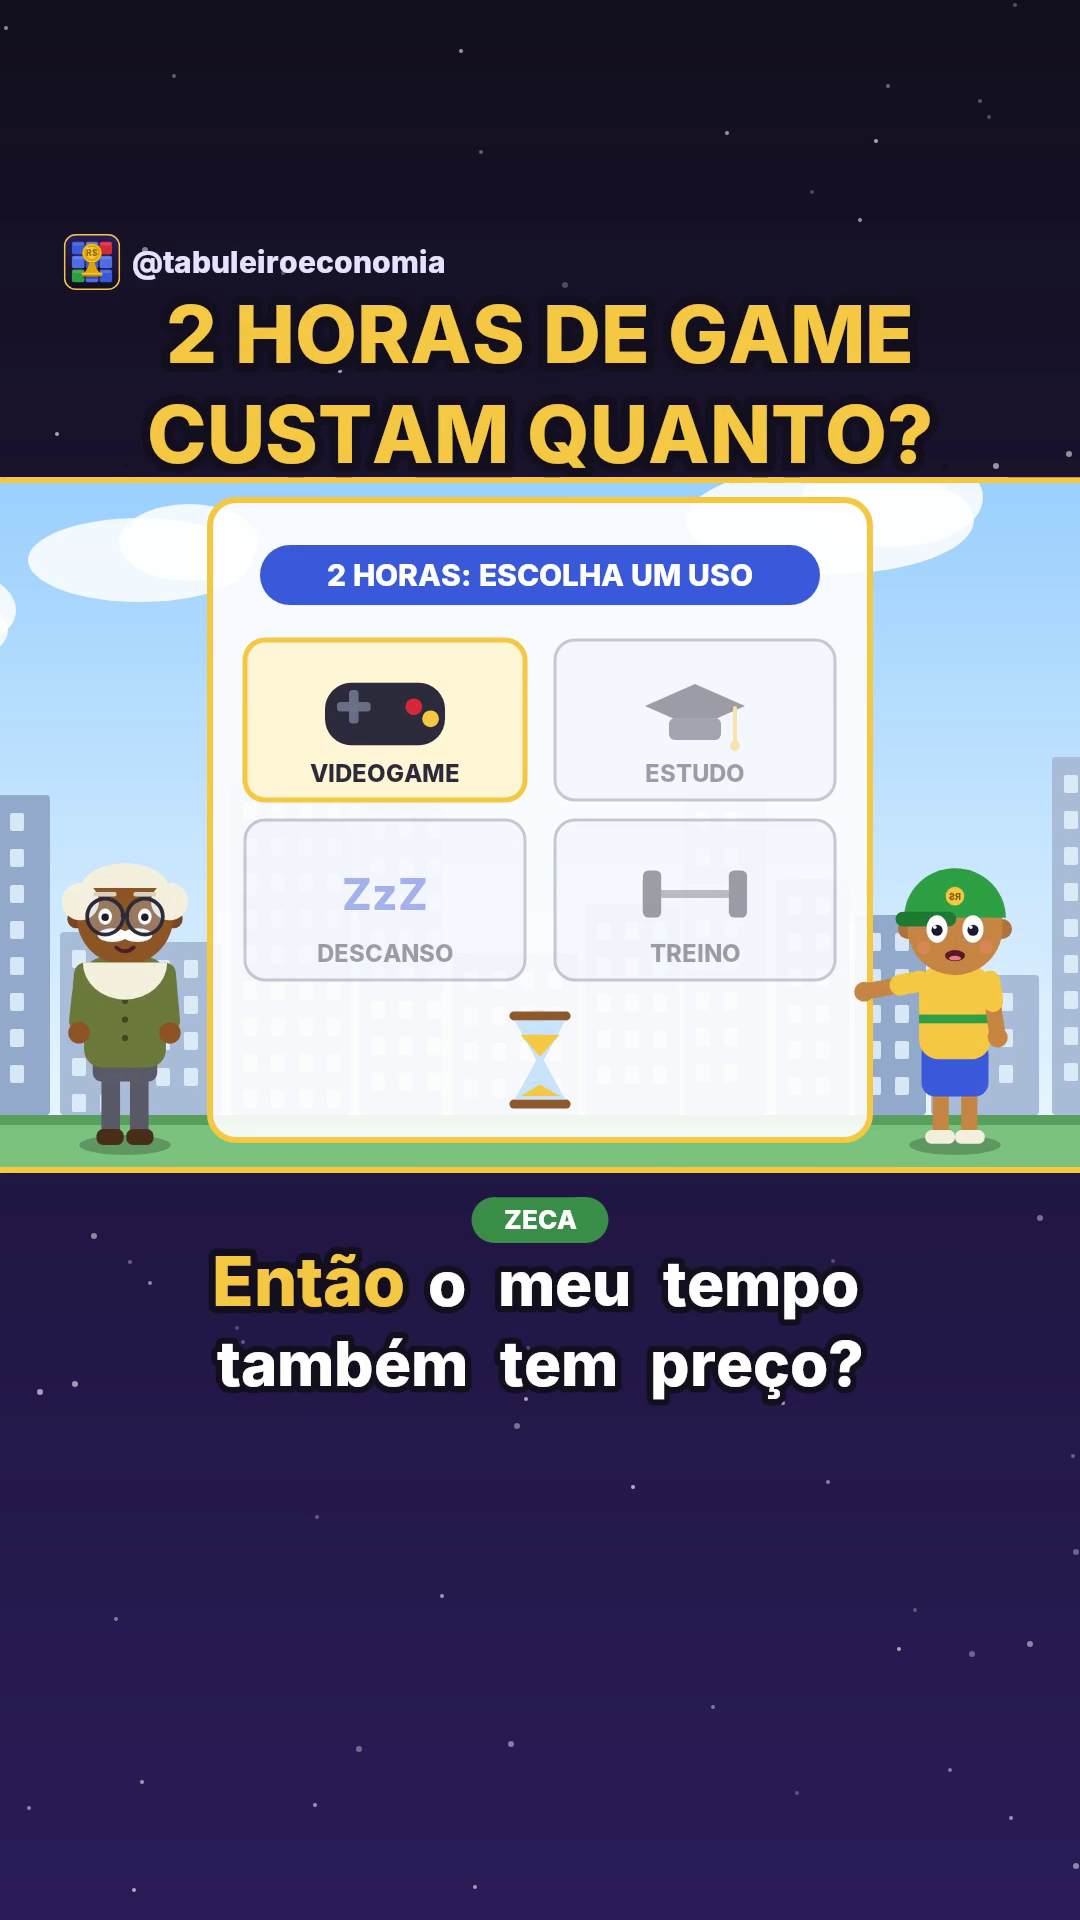 @tabuleiroeconomia
2 HORAS DE GAME
CUSTAM QUANTO?
2 HORAS: ESCOLHA UM USO
VIDEOGAME
ESTUDO
ZzZ
DESCANSO
TREINO
ZECA
Então o meu tempo
também tem preço?